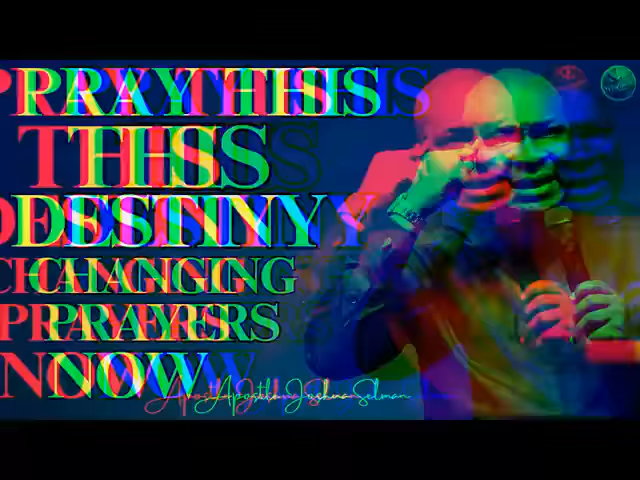 PRAY THIS
THIS
DESTINY
CHANGING
PRAYERS
NOW
Apostle Joshua Selman